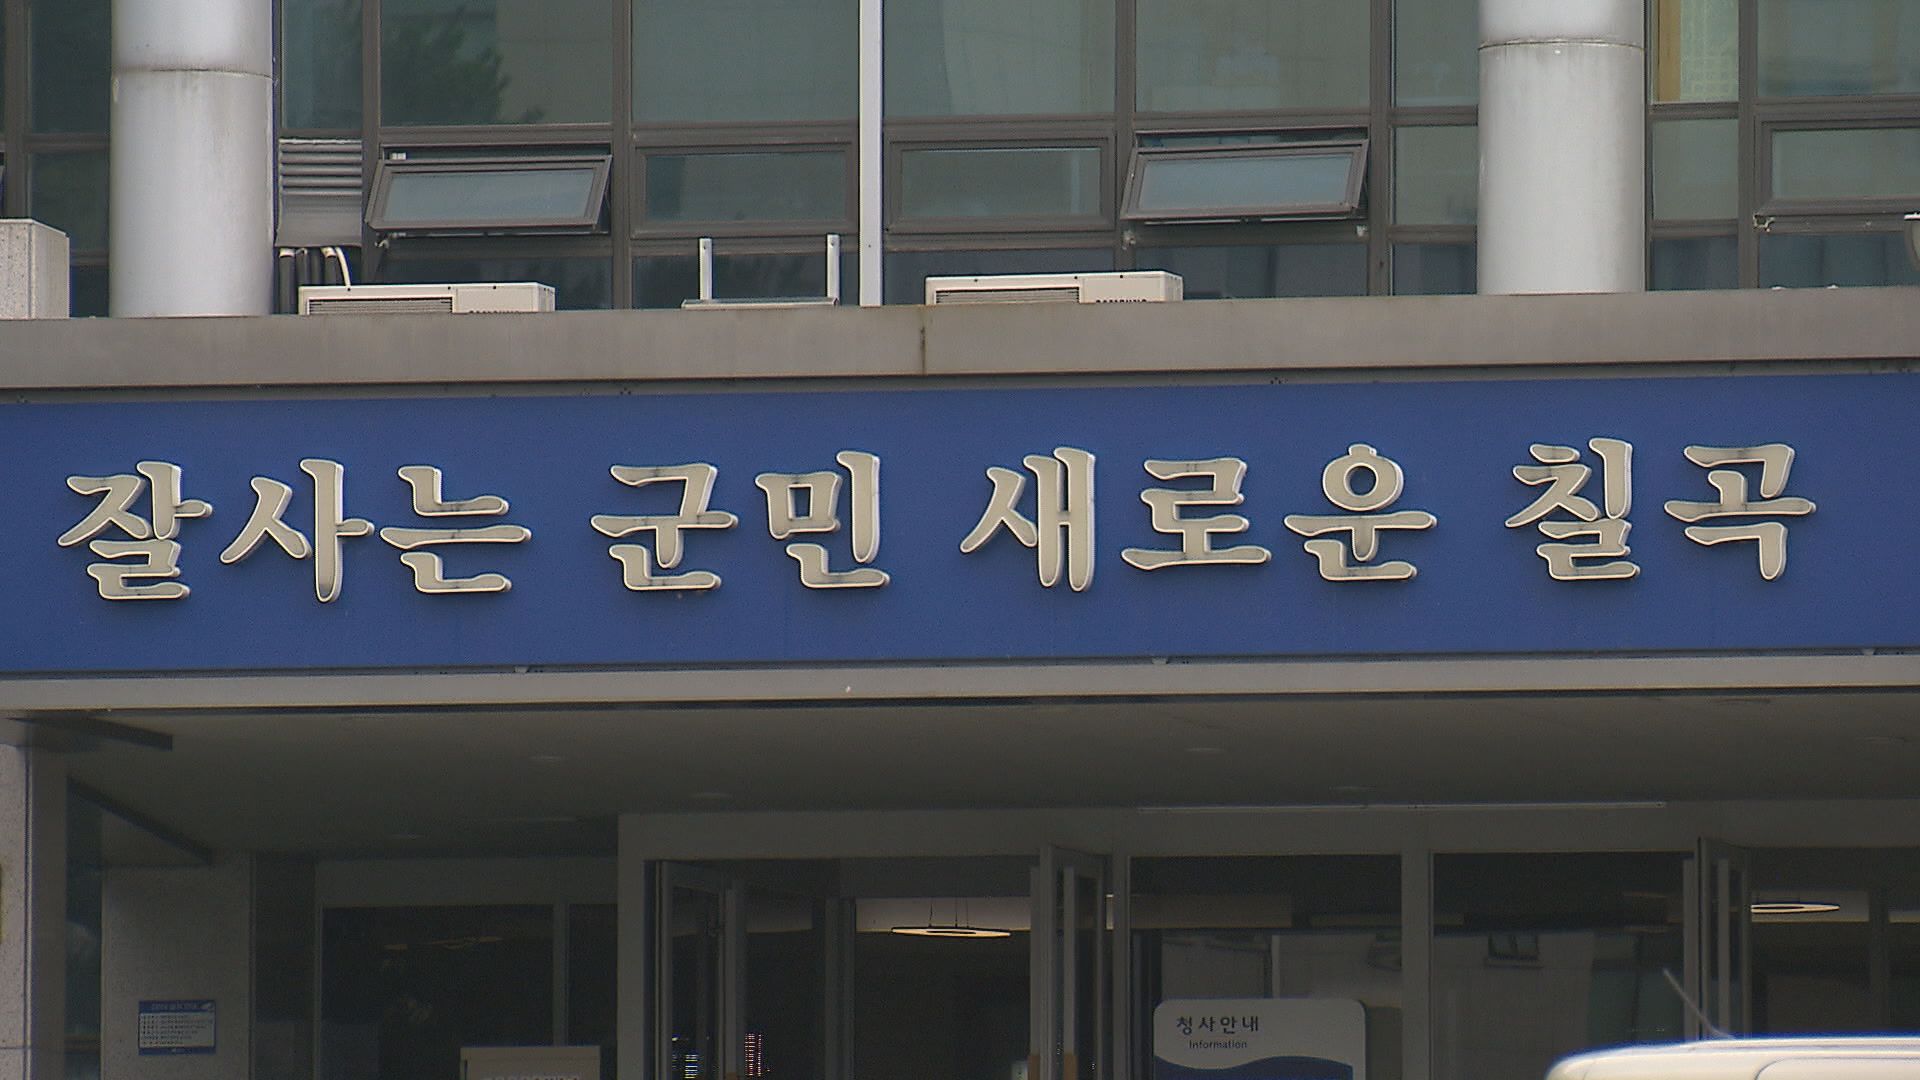 잘사는 군민 새로운 칠곡
청사안내
Information